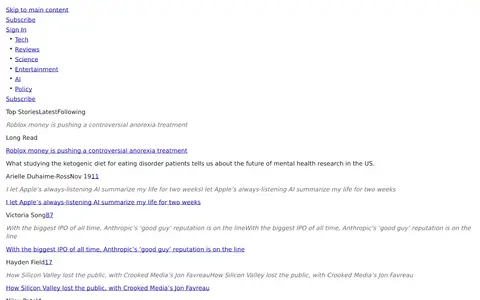 Skip to main content
Subscribe
Sign In
• Tech
• Reviews
• Science
• Entertainment
• AI
• Policy
Subscribe
Top StoriesLatestFollowing
Roblox money is pushing a controversial anorexia treatment
Long Read
Roblox money is pushing a controversial anorexia treatment
What studying the ketogenic diet for eating disorder patients tells us about the future of mental health research in the US.
Arielle Duhaime-RossNov 1911
I let Apple’s always-listening AI summarize my life for two weeksI let Apple’s always-listening AI summarize my life for two weeks
I let Apple’s always-listening AI summarize my life for two weeks
Victoria Song87
With the biggest IPO of all time, Anthropic’s ‘good guy’ reputation is on the lineWith the biggest IPO of all time, Anthropic’s ‘good guy’ reputation is on the
line
With the biggest IPO of all time, Anthropic’s ‘good guy’ reputation is on the line
Hayden Field17
How Silicon Valley lost the public, with Crooked Media’s Jon FavreauHow Silicon Valley lost the public, with Crooked Media’s Jon Favreau
How Silicon Valley lost the public, with Crooked Media’s Jon Favreau